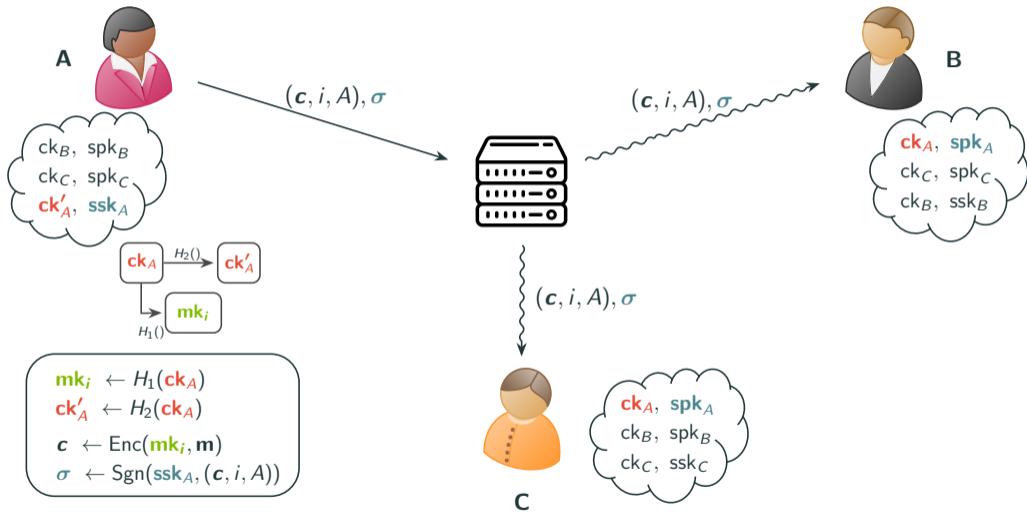 A
(c, i, A), σ
(c, i, A), σ
B
ck_B, spk_B
ck_C, spk_C
ck'_A, ssk_A
ck_A, spk_A
ck_C, spk_C
ck_B, ssk_B
ck_A
H_2()
ck'_A
H_1()
mk_i
(c, i, A), σ
mk_i ← H_1(ck_A)
ck'_A ← H_2(ck_A)
c ← Enc(mk_i, m)
σ ← Sgn(ssk_A, (c, i, A))
ck_A, spk_A
ck_B, spk_B
ck_C, ssk_C
C